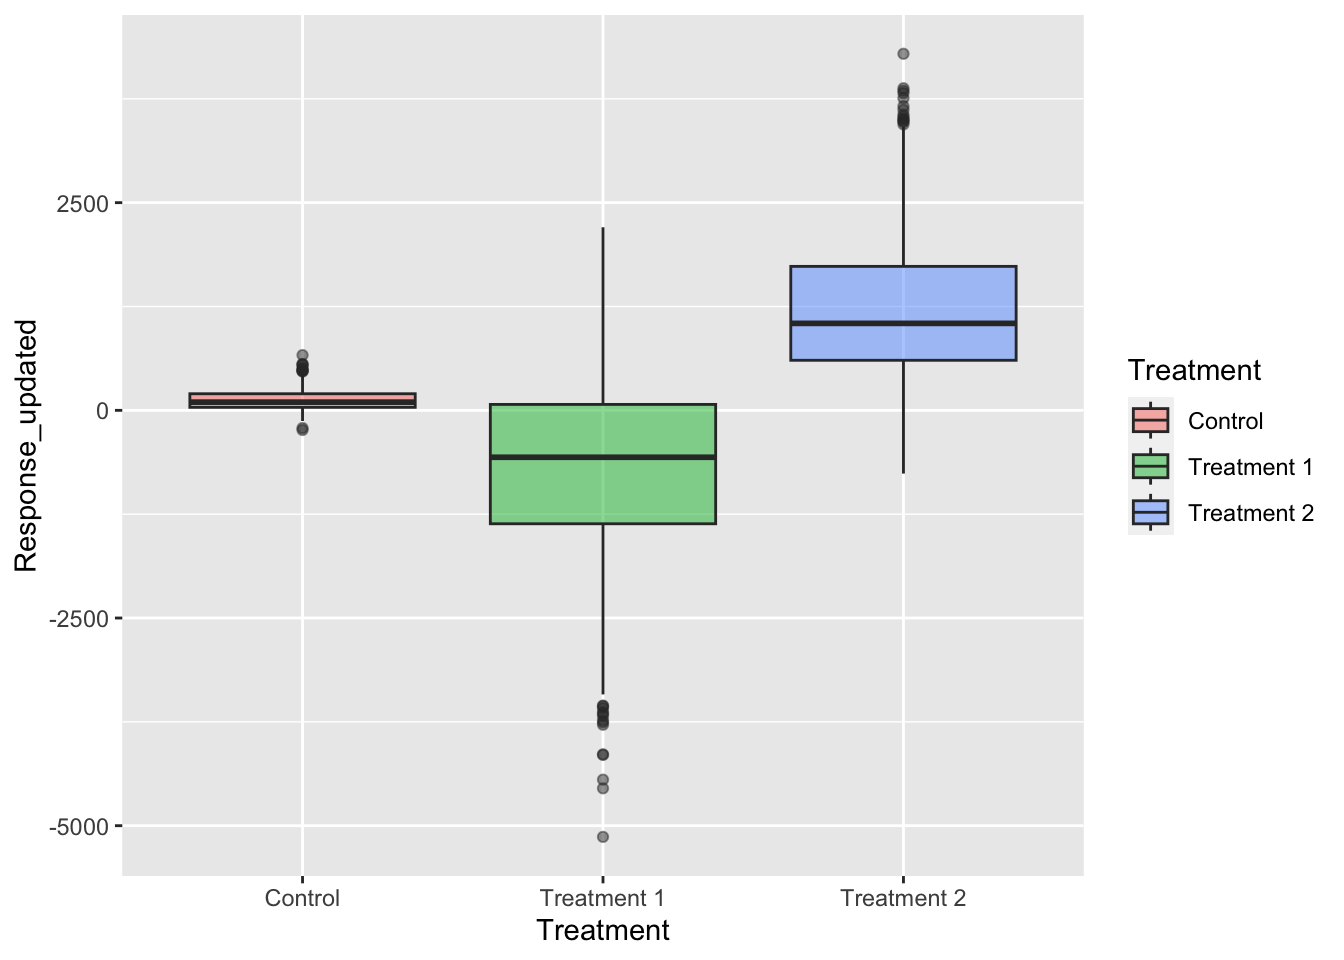 Response_updated
2500
0
-2500
-5000
Control
Treatment 1
Treatment 2
Treatment
Treatment
Control
Treatment 1
Treatment 2